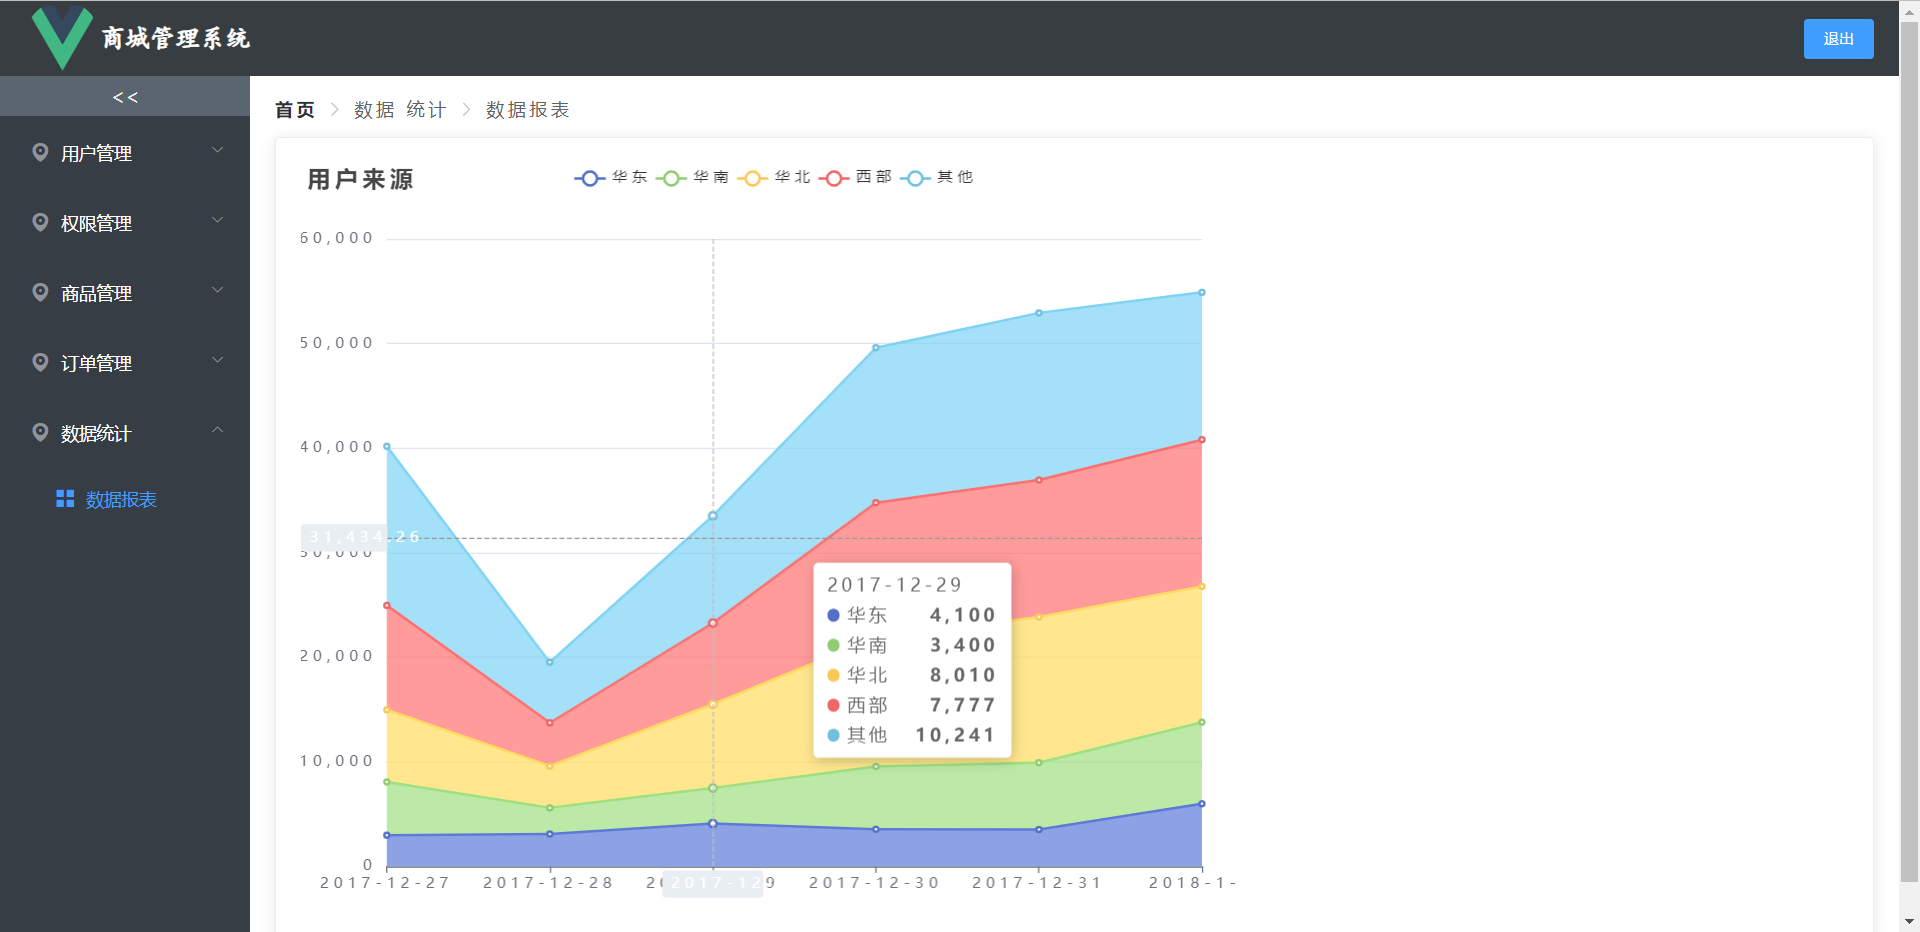 商城管理系统
退出
<<
首页 > 数据 统计 > 数据报表
用户管理
权限管理
商品管理
订单管理
数据统计
数据报表
用户来源
华东 华南 华北 西部 其他
60,000
50,000
40,000
31,434.26
20,000
10,000
0
2017-12-29
华东 4,100
华南 3,400
华北 8,010
西部 7,777
其他 10,241
2017-12-27 2017-12-28 2017-12-30 2017-12-31 2018-1-